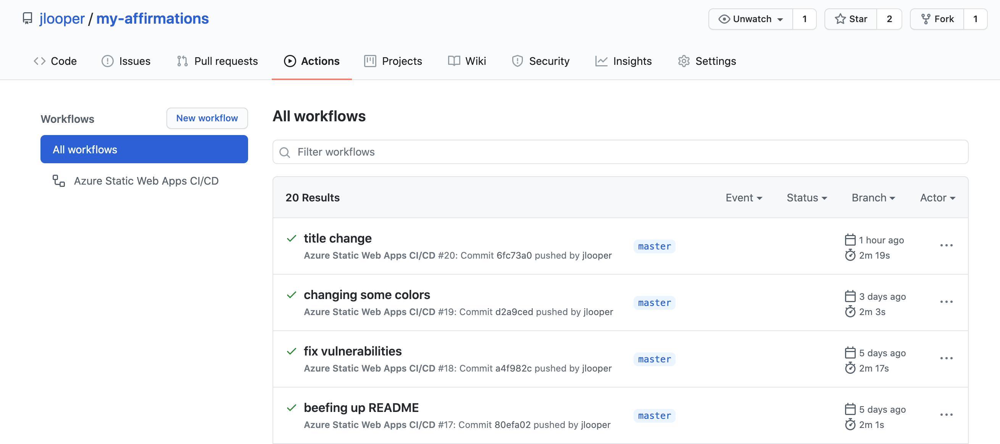 jlooper / my-affirmations
Unwatch 1 Star 2 Fork 1
Code Issues Pull requests Actions Projects Wiki Security Insights Settings
Workflows
New workflow
All workflows
Azure Static Web Apps CI/CD
All workflows
Filter workflows
20 Results Event Status Branch Actor
title change
Azure Static Web Apps CI/CD #20: Commit 6fc73a0 pushed by jlooper
master
1 hour ago
2m 19s
changing some colors
Azure Static Web Apps CI/CD #19: Commit d2a9ced pushed by jlooper
master
3 days ago
2m 3s
fix vulnerabilities
Azure Static Web Apps CI/CD #18: Commit a4f982c pushed by jlooper
master
5 days ago
2m 17s
beefing up README
Azure Static Web Apps CI/CD #17: Commit 80efa02 pushed by jlooper
master
5 days ago
2m 1s